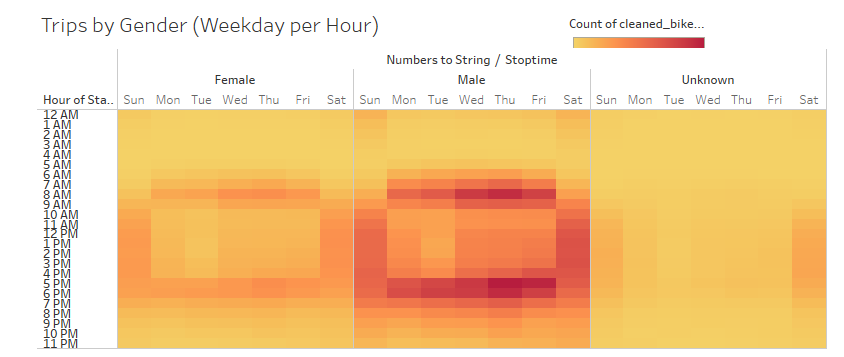 Trips by Gender (Weekday per Hour)
Count of cleaned_bike...
Numbers to String / Stoptime
Female Male Unknown
Hour of Sta.. Sun Mon Tue Wed Thu Fri Sat Sun Mon Tue Wed Thu Fri Sat Sun Mon Tue Wed Thu Fri Sat
12 AM
1 AM
2 AM
3 AM
4 AM
5 AM
6 AM
7 AM
8 AM
9 AM
10 AM
11 AM
12 PM
1 PM
2 PM
3 PM
4 PM
5 PM
6 PM
7 PM
8 PM
9 PM
10 PM
11 PM